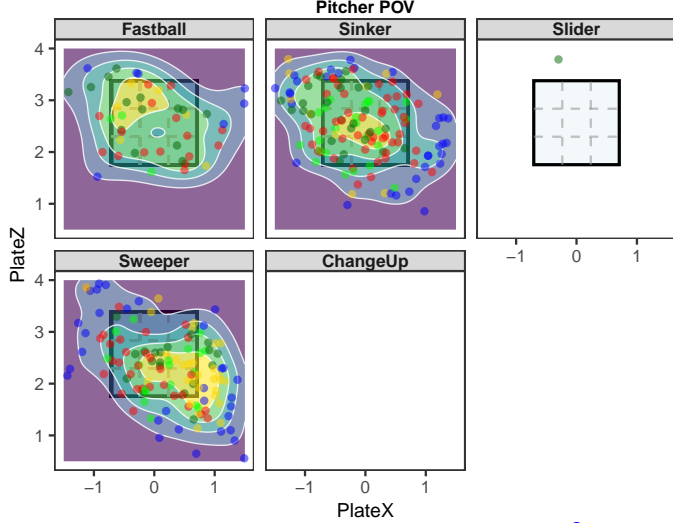 Pitcher POV
Fastball Sinker Slider
4
3
2
1
−1 0 1
PlateZ
Sweeper ChangeUp
4
3
2
1
−1 0 1 −1 0 1
PlateX